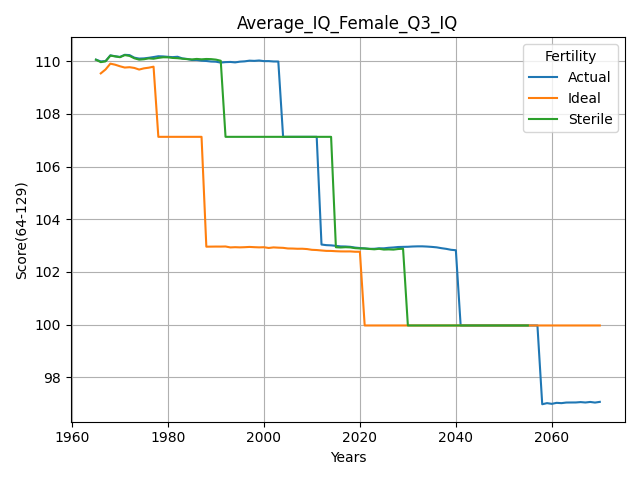 Average_IQ_Female_Q3_IQ
Score(64-129)
110
108
106
104
102
100
98
Fertility
Actual
Ideal
Sterile
1960
1980
2000
2020
2040
2060
Years